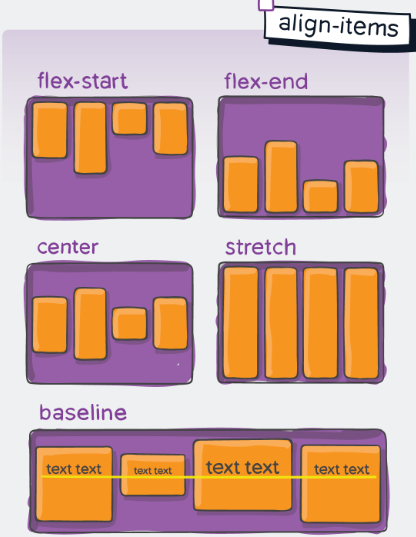 align-items
flex-start
flex-end
center
stretch
baseline
text text
text text
text text
text text